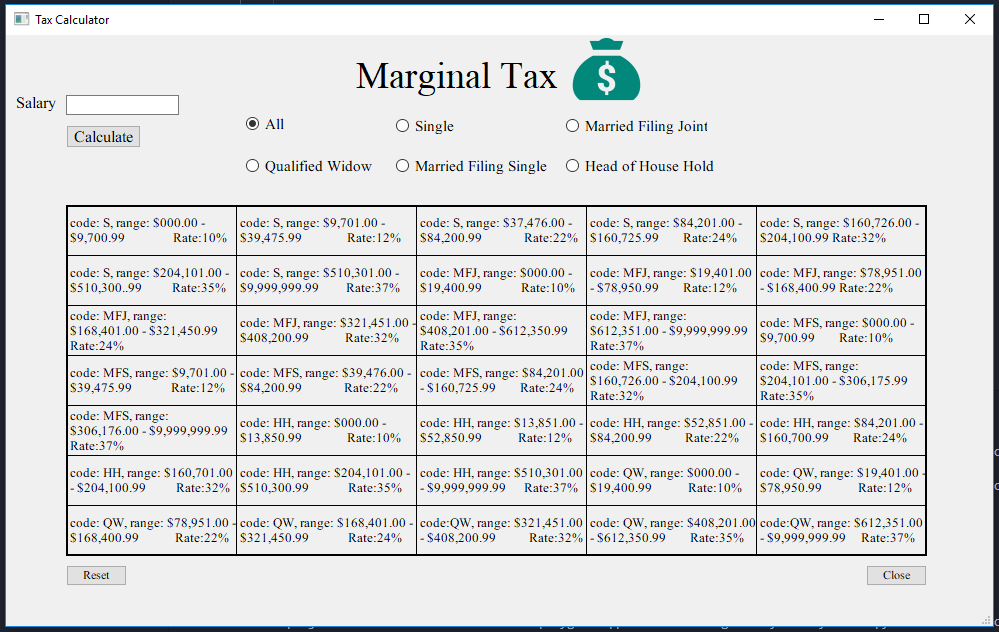 Tax Calculator
Marginal Tax
$
Salary
Calculate
All
Single
Married Filing Joint
Qualified Widow
Married Filing Single
Head of House Hold
code: S, range: $000.00 -
$9,700.99 Rate:10%
code: S, range: $9,701.00 -
$39,475.99 Rate:12%
code: S, range: $37,476.00 -
$84,200.99 Rate:22%
code: S, range: $84,201.00 -
$160,725.99 Rate:24%
code: S, range: $160,726.00 -
$204,100.99 Rate:32%
code: S, range: $204,101.00 -
$510,300..99 Rate:35%
code: S, range: $510,301.00 -
$9,999,999.99 Rate:37%
code: MFJ, range: $000.00 -
$19,400.99 Rate:10%
code: MFJ, range: $19,401.00
- $78,950.99 Rate:12%
code: MFJ, range: $78,951.00
- $168,400.99 Rate:22%
code: MFJ, range:
$168,401.00 - $321,450.99
Rate:24%
code: MFJ, range: $321,451.00 -
$408,200.99 Rate:32%
code: MFJ, range:
$408,201.00 - $612,350.99
Rate:35%
code: MFJ, range:
$612,351.00 - $9,999,999.99
Rate:37%
code: MFS, range: $000.00 -
$9,700.99 Rate:10%
code: MFS, range: $9,701.00 -
$39,475.99 Rate:12%
code: MFS, range: $39,476.00 -
$84,200.99 Rate:22%
code: MFS, range: $84,201.00
- $160,725.99 Rate:24%
code: MFS, range:
$160,726.00 - $204,100.99
Rate:32%
code: MFS, range:
$204,101.00 - $306,175.99
Rate:35%
code: MFS, range:
$306,176.00 - $9,999,999.99
Rate:37%
code: HH, range: $000.00 -
$13,850.99 Rate:10%
code: HH, range: $13,851.00 -
$52,850.99 Rate:12%
code: HH, range: $52,851.00 -
$84,200.99 Rate:22%
code: HH, range: $84,201.00 -
$160,700.99 Rate:24%
code: HH, range: $160,701.00
- $204,100.99 Rate:32%
code: HH, range: $204,101.00 -
$510,300.99 Rate:35%
code: HH, range: $510,301.00
- $9,999,999.99 Rate:37%
code: QW, range: $000.00 -
$19,400.99 Rate:10%
code: QW, range: $19,401.00 -
$78,950.99 Rate:12%
code: QW, range: $78,951.00 -
$168,400.99 Rate:22%
code: QW, range: $168,401.00 -
$321,450.99 Rate:24%
code:QW, range: $321,451.00
- $408,200.99 Rate:32%
code: QW, range: $408,201.00
- $612,350.99 Rate:35%
code:QW, range: $612,351.00
- $9,999,999.99 Rate:37%
Reset
Close